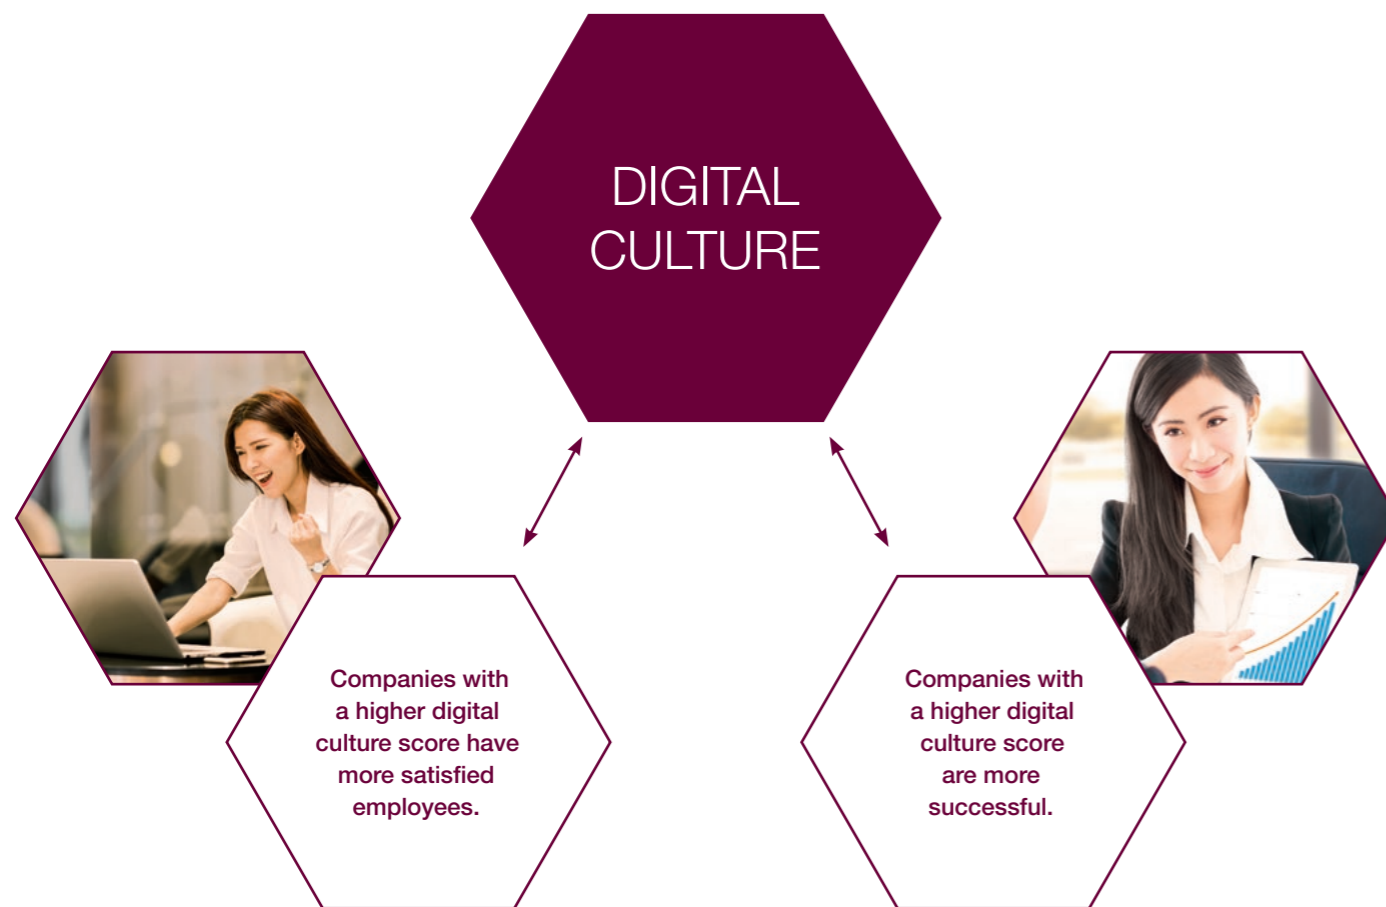 DIGITAL
CULTURE
Companies with
a higher digital
culture score have
more satisfied
employees.
Companies with
a higher digital
culture score
are more
successful.